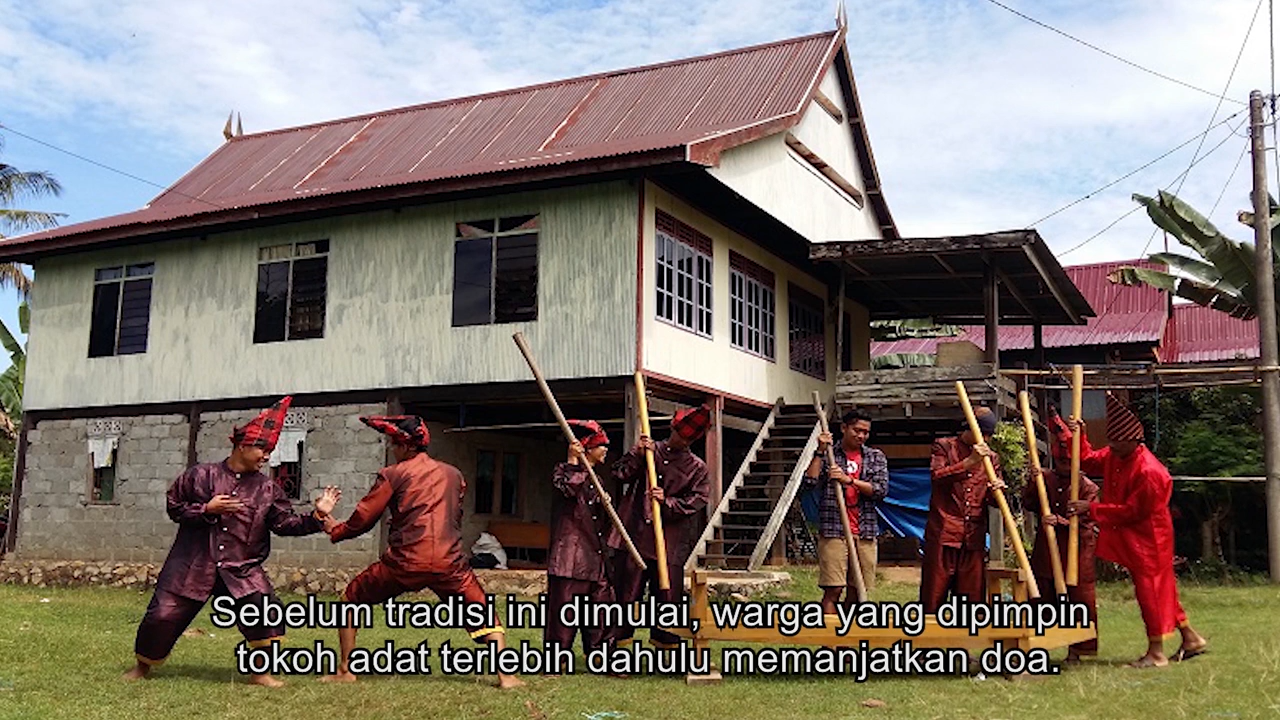 Sebelum tradisi ini dimulai, warga yang dipimpin
tokoh adat terlebih dahulu memanjatkan doa.